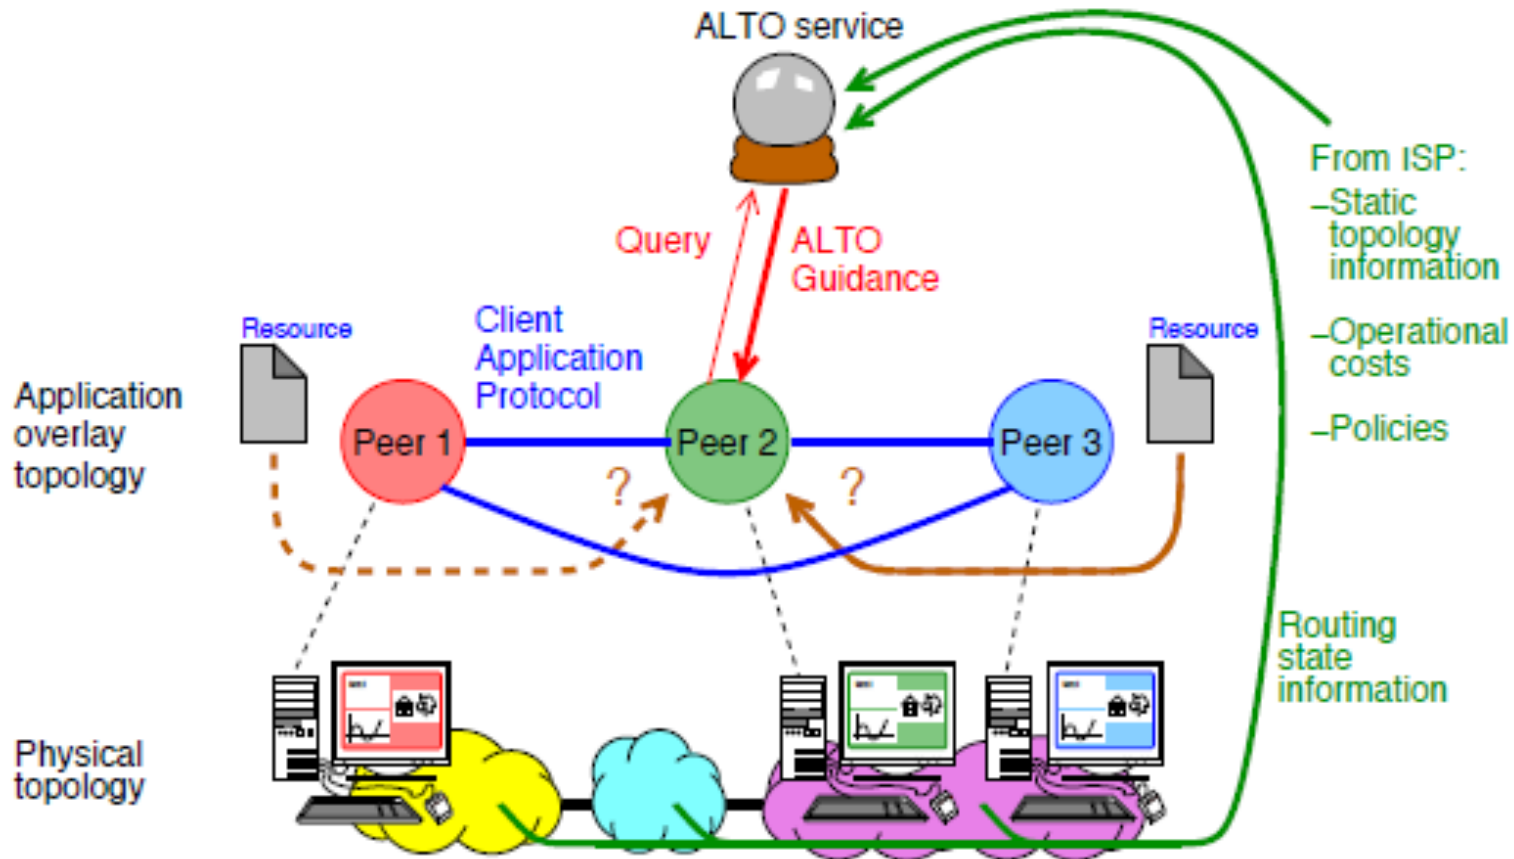 ALTO service
From ISP:
–Static
topology
information
–Operational
costs
–Policies
Query
ALTO
Guidance
Client
Application
Protocol
Resource
Resource
Application
overlay
topology
Peer 1
Peer 2
Peer 3
?
?
Routing
state
information
Physical
topology